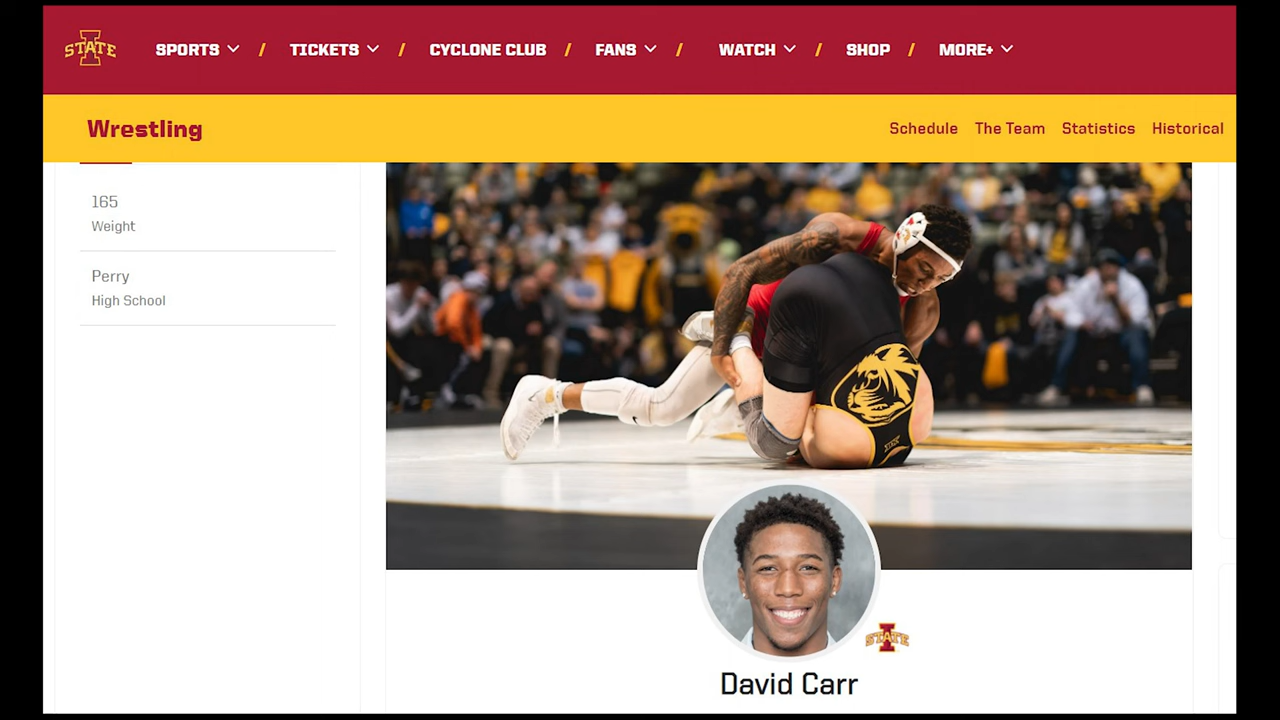 STATE
SPORTS / TICKETS / CYCLONE CLUB / FANS / WATCH / SHOP / MORE+
Wrestling
Schedule The Team Statistics Historical
165
Weight
Perry
High School
STATE
David Carr